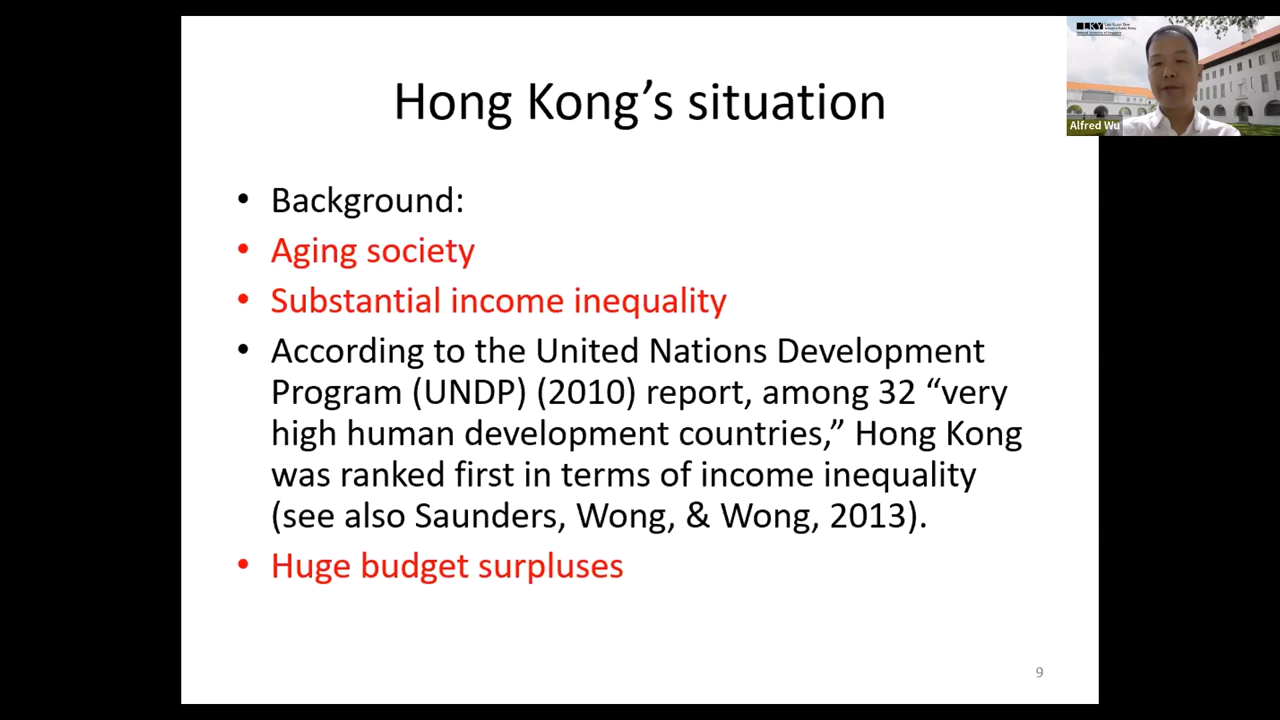 Hong Kong’s situation
• Background:
• Aging society
• Substantial income inequality
• According to the United Nations Development
Program (UNDP) (2010) report, among 32 “very
high human development countries,” Hong Kong
was ranked first in terms of income inequality
(see also Saunders, Wong, & Wong, 2013).
• Huge budget surpluses
9
LKY
Alfred Wu